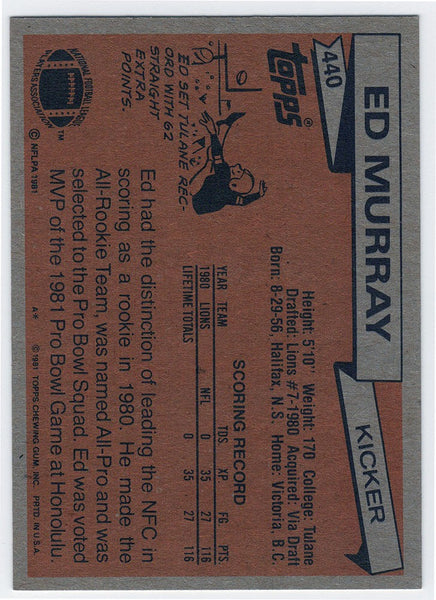 440
ED MURRAY
KICKER
topps®
Height: 5'10" Weight: 170 College: Tulane
Drafted: Lions #7-1980 Acquired: Via Draft
Born: 8-29-56 Halifax, N.S. Home: Victoria, B.C.
SCORING RECORD
YEAR TEAM TDS. XP. FG PTS.
NFL
1980 LIONS 0 35 27 116
LIFETIME TOTALS 0 35 27 116
ED SET TULANE REC-
ORD WITH 62
STRAIGHT
EXTRA
POINTS.
Ed had the distinction of leading the NFC in
scoring as a rookie in 1980. He made the
All-Rookie Team, was named All-Pro and was
selected to the Pro Bowl Squad. Ed was voted
MVP of the 1981 Pro Bowl Game at Honolulu.
NATIONAL FOOTBALL LEAGUE
PLAYERS ASSOCIATION
TM
© NFLPA 1981
A* © 1981 TOPPS CHEWING GUM, INC. PRTD. IN U.S.A.